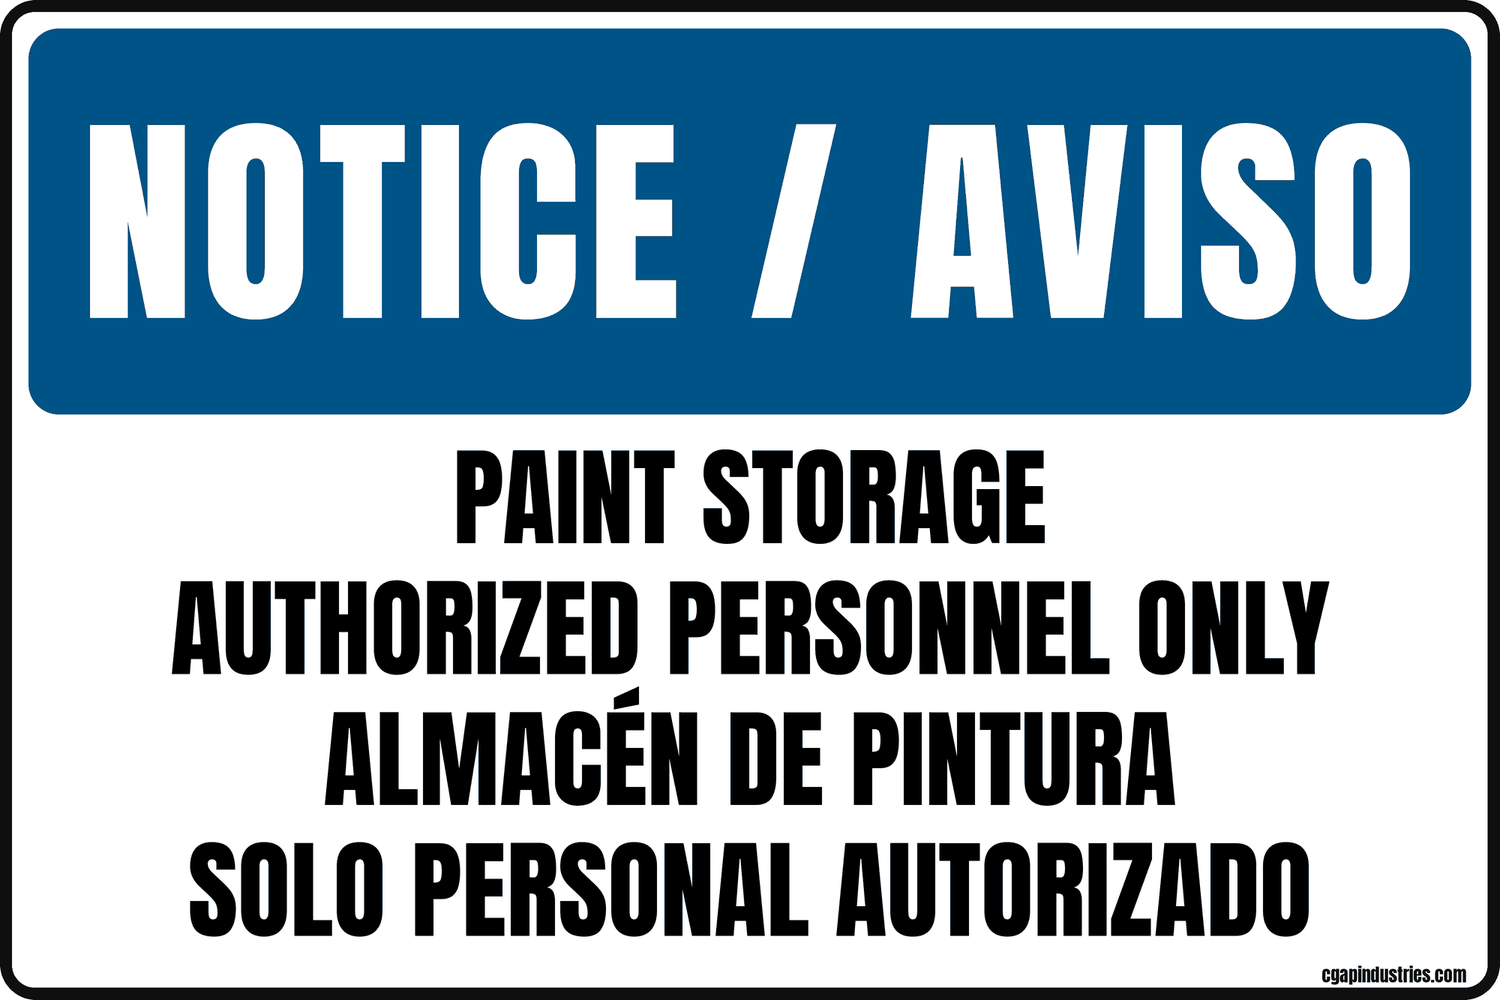 NOTICE / AVISO
PAINT STORAGE
AUTHORIZED PERSONNEL ONLY
ALMACÉN DE PINTURA
SOLO PERSONAL AUTORIZADO
cgapindustries.com